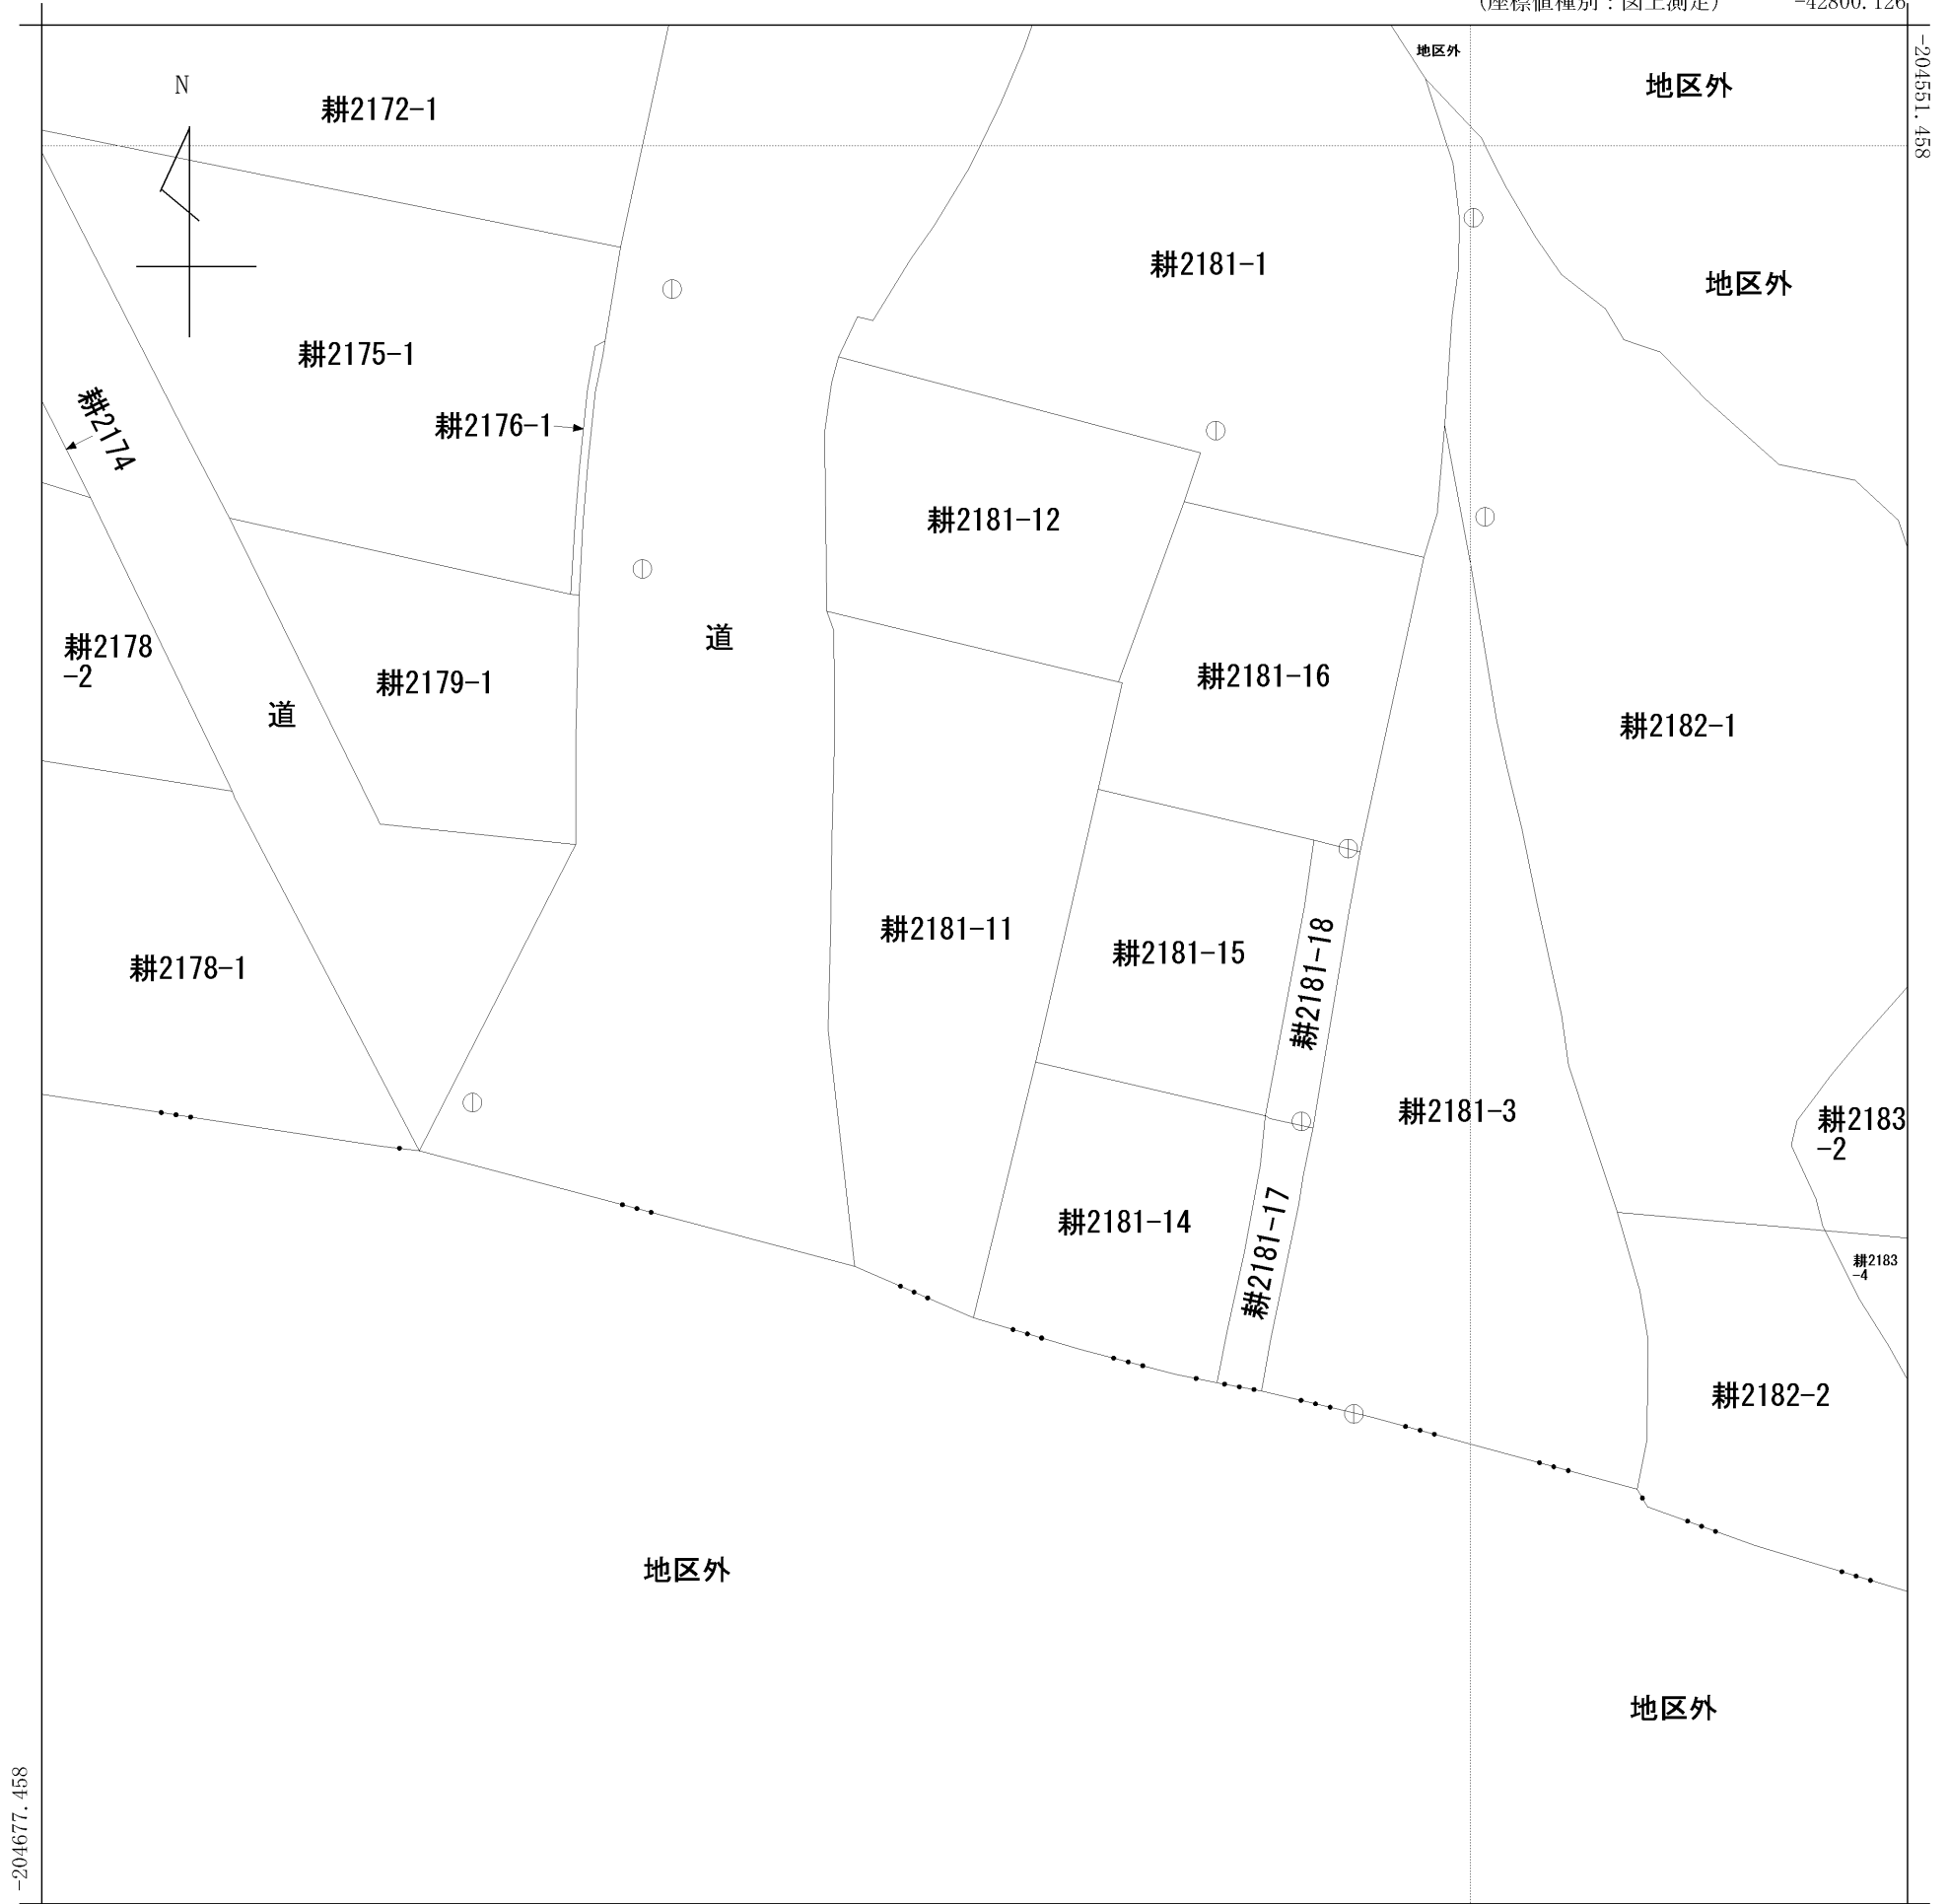 (座標値種別：図上測定) -42800.126
-204551.458
地区外
地区外
N
耕2172-1
耕2181-1
地区外
耕2175-1
耕2176-1
耕2174
耕2181-12
道
耕2178
-2
耕2179-1
耕2181-16
道
耕2182-1
耕2181-11
耕2181-15
耕2181-18
耕2178-1
耕2181-3
耕2183
-2
耕2181-14
耕2181-17
耕2183
-4
耕2182-2
地区外
地区外
-204677.458